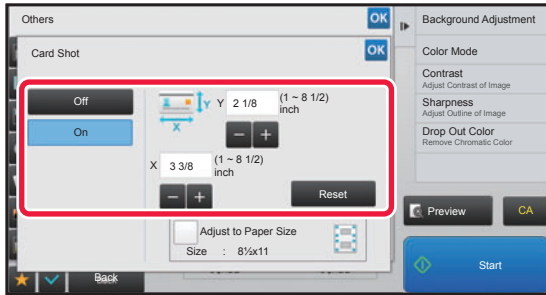 Others
OK
Card Shot
OK
Off
On
Y
X
Y 2 1/8 (1 ~ 8 1/2)
inch
X 3 3/8 (1 ~ 8 1/2)
inch
Reset
Adjust to Paper Size
Size : 8½x11
Back
Background Adjustment
Color Mode
Contrast
Adjust Contrast of Image
Sharpness
Adjust Outline of Image
Drop Out Color
Remove Chromatic Color
Preview
CA
Start